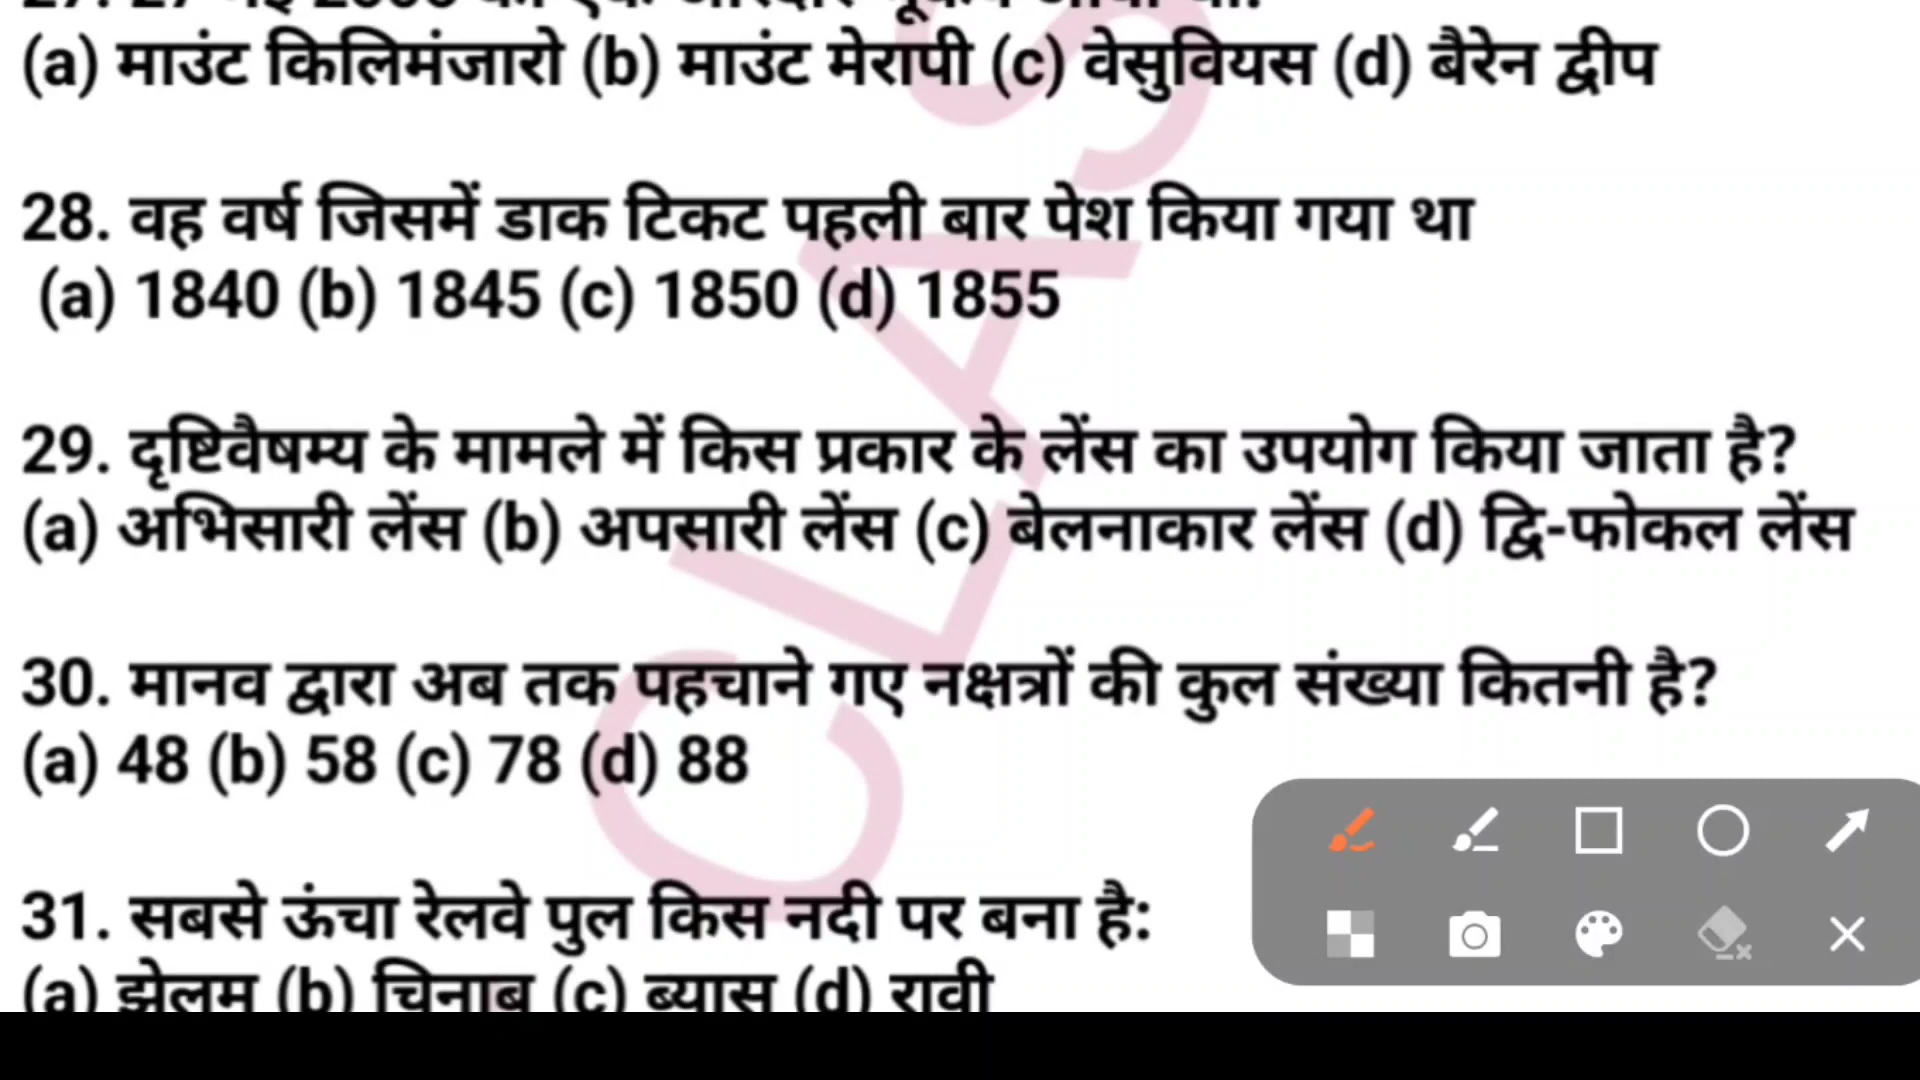 (a) माउंट किलिमंजारो (b) माउंट मेरापी (c) वेसुवियस (d) बैरेन द्वीप
28. वह वर्ष जिसमें डाक टिकट पहली बार पेश किया गया था
(a) 1840 (b) 1845 (c) 1850 (d) 1855
29. दृष्टिवैषम्य के मामले में किस प्रकार के लेंस का उपयोग किया जाता है?
(a) अभिसारी लेंस (b) अपसारी लेंस (c) बेलनाकार लेंस (d) द्वि-फोकल लेंस
30. मानव द्वारा अब तक पहचाने गए नक्षत्रों की कुल संख्या कितनी है?
(a) 48 (b) 58 (c) 78 (d) 88
31. सबसे ऊंचा रेलवे पुल किस नदी पर बना है:
(a) झेलम (b) चिनाब (c) ब्यास (d) रावी
CLAS